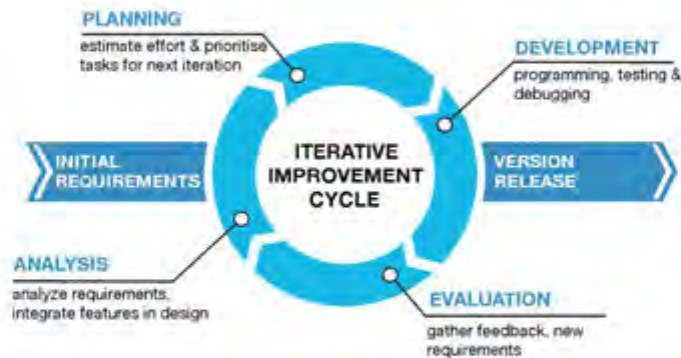 PLANNING
estimate effort & prioritise
tasks for next iteration
DEVELOPMENT
programming, testing &
debugging
INITIAL
REQUIREMENTS
ITERATIVE
IMPROVEMENT
CYCLE
VERSION
RELEASE
ANALYSIS
analyze requirements,
integrate features in design
EVALUATION
gather feedback, new
requirements